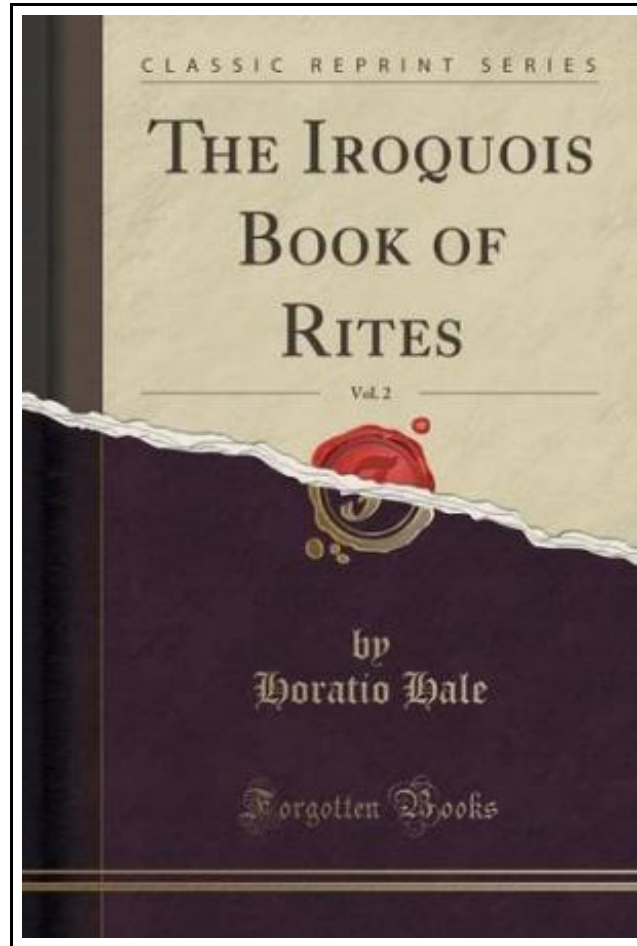 CLASSIC REPRINT SERIES
THE IROQUOIS
BOOK OF
RITES
Vol. 2
F
by
Horatio Hale
Forgotten Books